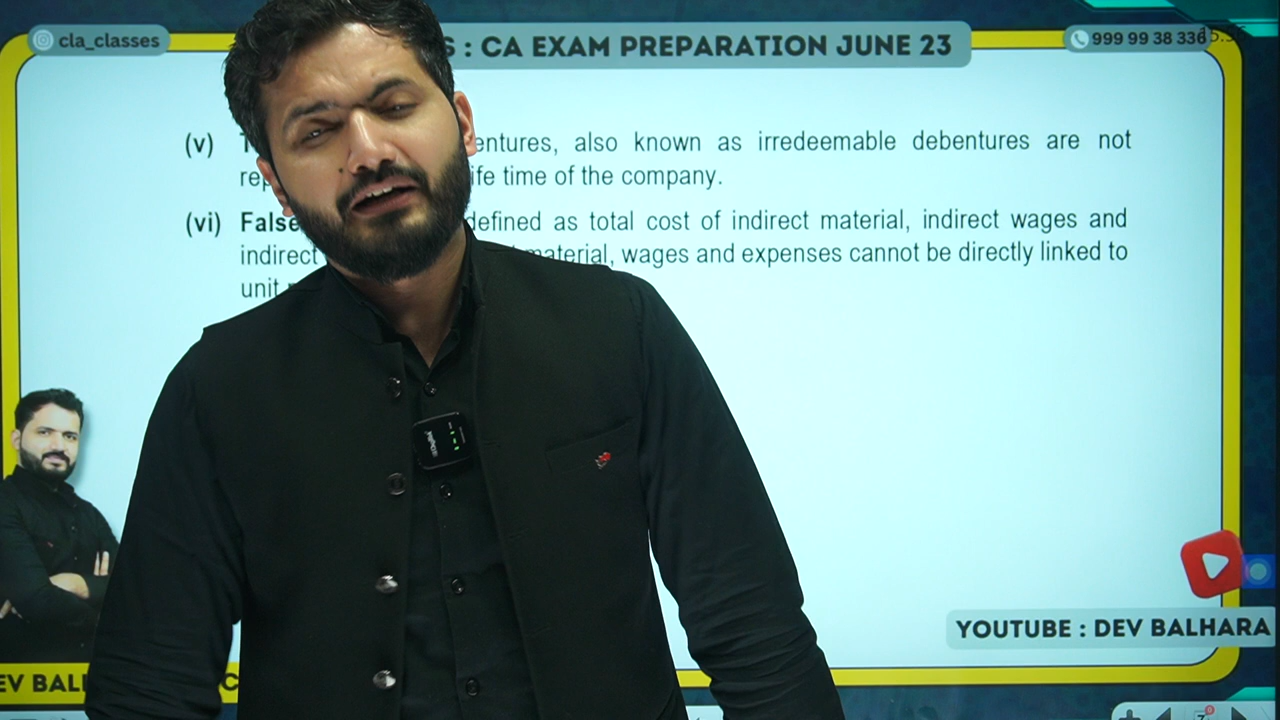 cla_classes
S : CA EXAM PREPARATION JUNE 23
999 99 38 336
(v) entures, also known as irredeemable debentures are not
rep ife time of the company.
(vi) False defined as total cost of indirect material, indirect wages and
indirect material, wages and expenses cannot be directly linked to
unit
YOUTUBE : DEV BALHARA
EV BAL